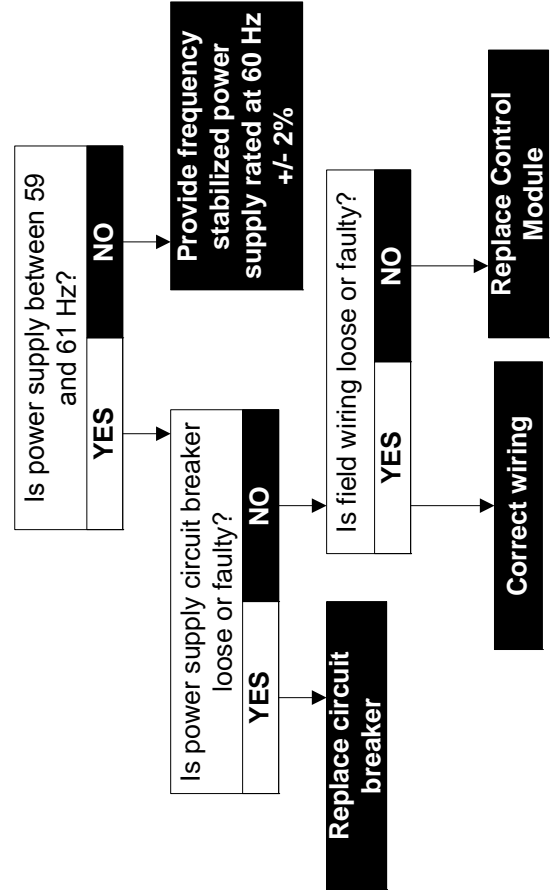 Is power supply between 59
and 61 Hz?
YES
NO
Provide frequency
stabilized power
supply rated at 60 Hz
+/- 2%
Is power supply circuit breaker
loose or faulty?
YES
NO
Replace circuit
breaker
Is field wiring loose or faulty?
YES
NO
Correct wiring
Replace Control
Module